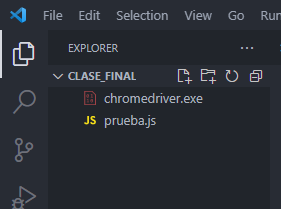 File Edit Selection View Go Run
EXPLORER ...
CLASE_FINAL
chromedriver.exe
JS prueba.js